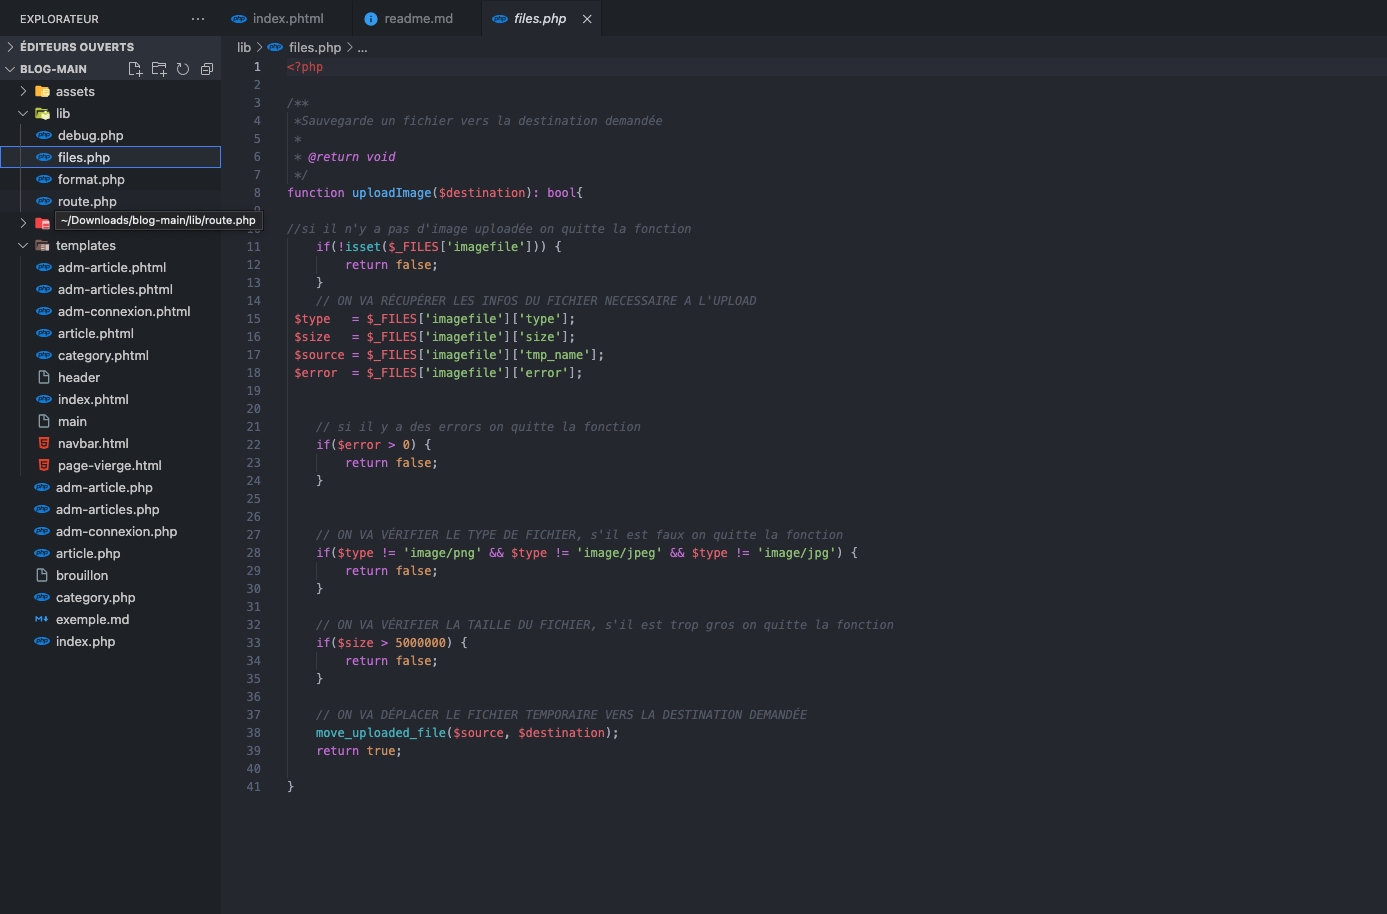 EXPLORATEUR
ÉDITEURS OUVERTS
BLOG-MAIN
assets
lib
debug.php
files.php
format.php
route.php
~/Downloads/blog-main/lib/route.php
templates
adm-article.phtml
adm-articles.phtml
adm-connexion.phtml
article.phtml
category.phtml
header
index.phtml
main
navbar.html
page-vierge.html
adm-article.php
adm-articles.php
adm-connexion.php
article.php
brouillon
category.php
exemple.md
index.php
index.phtml
readme.md
files.php
lib > files.php > ...
1 <?php
2
3 /**
4 *Sauvegarde un fichier vers la destination demandée
5 *
6 * @return void
7 */
8 function uploadImage($destination): bool{
9
10 //si il n'y a pas d'image uploadée on quitte la fonction
11 if(!isset($_FILES['imagefile'])) {
12 return false;
13 }
14 // ON VA RÉCUPÉRER LES INFOS DU FICHIER NECESSAIRE A L'UPLOAD
15 $type = $_FILES['imagefile']['type'];
16 $size = $_FILES['imagefile']['size'];
17 $source = $_FILES['imagefile']['tmp_name'];
18 $error = $_FILES['imagefile']['error'];
19
20
21 // si il y a des errors on quitte la fonction
22 if($error > 0) {
23 return false;
24 }
25
26
27 // ON VA VÉRIFIER LE TYPE DE FICHIER, s'il est faux on quitte la fonction
28 if($type != 'image/png' && $type != 'image/jpeg' && $type != 'image/jpg') {
29 return false;
30 }
31
32 // ON VA VÉRIFIER LA TAILLE DU FICHIER, s'il est trop gros on quitte la fonction
33 if($size > 5000000) {
34 return false;
35 }
36
37 // ON VA DÉPLACER LE FICHIER TEMPORAIRE VERS LA DESTINATION DEMANDÉE
38 move_uploaded_file($source, $destination);
39 return true;
40
41 }